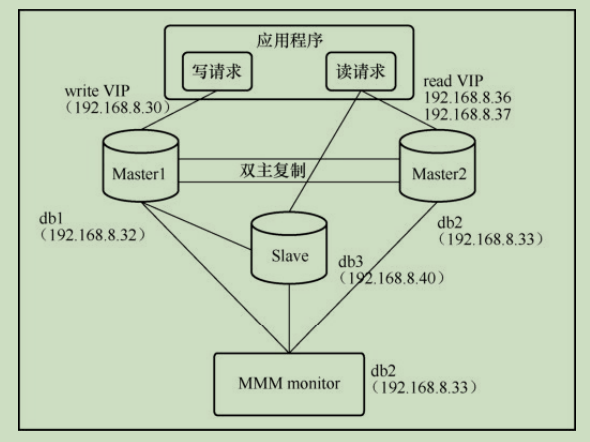 应用程序
写请求
读请求
write VIP
（192.168.8.30）
read VIP
192.168.8.36
192.168.8.37
Master1
双主复制
Master2
db1
（192.168.8.32）
db2
（192.168.8.33）
Slave
db3
（192.168.8.40）
MMM monitor
db2
（192.168.8.33）